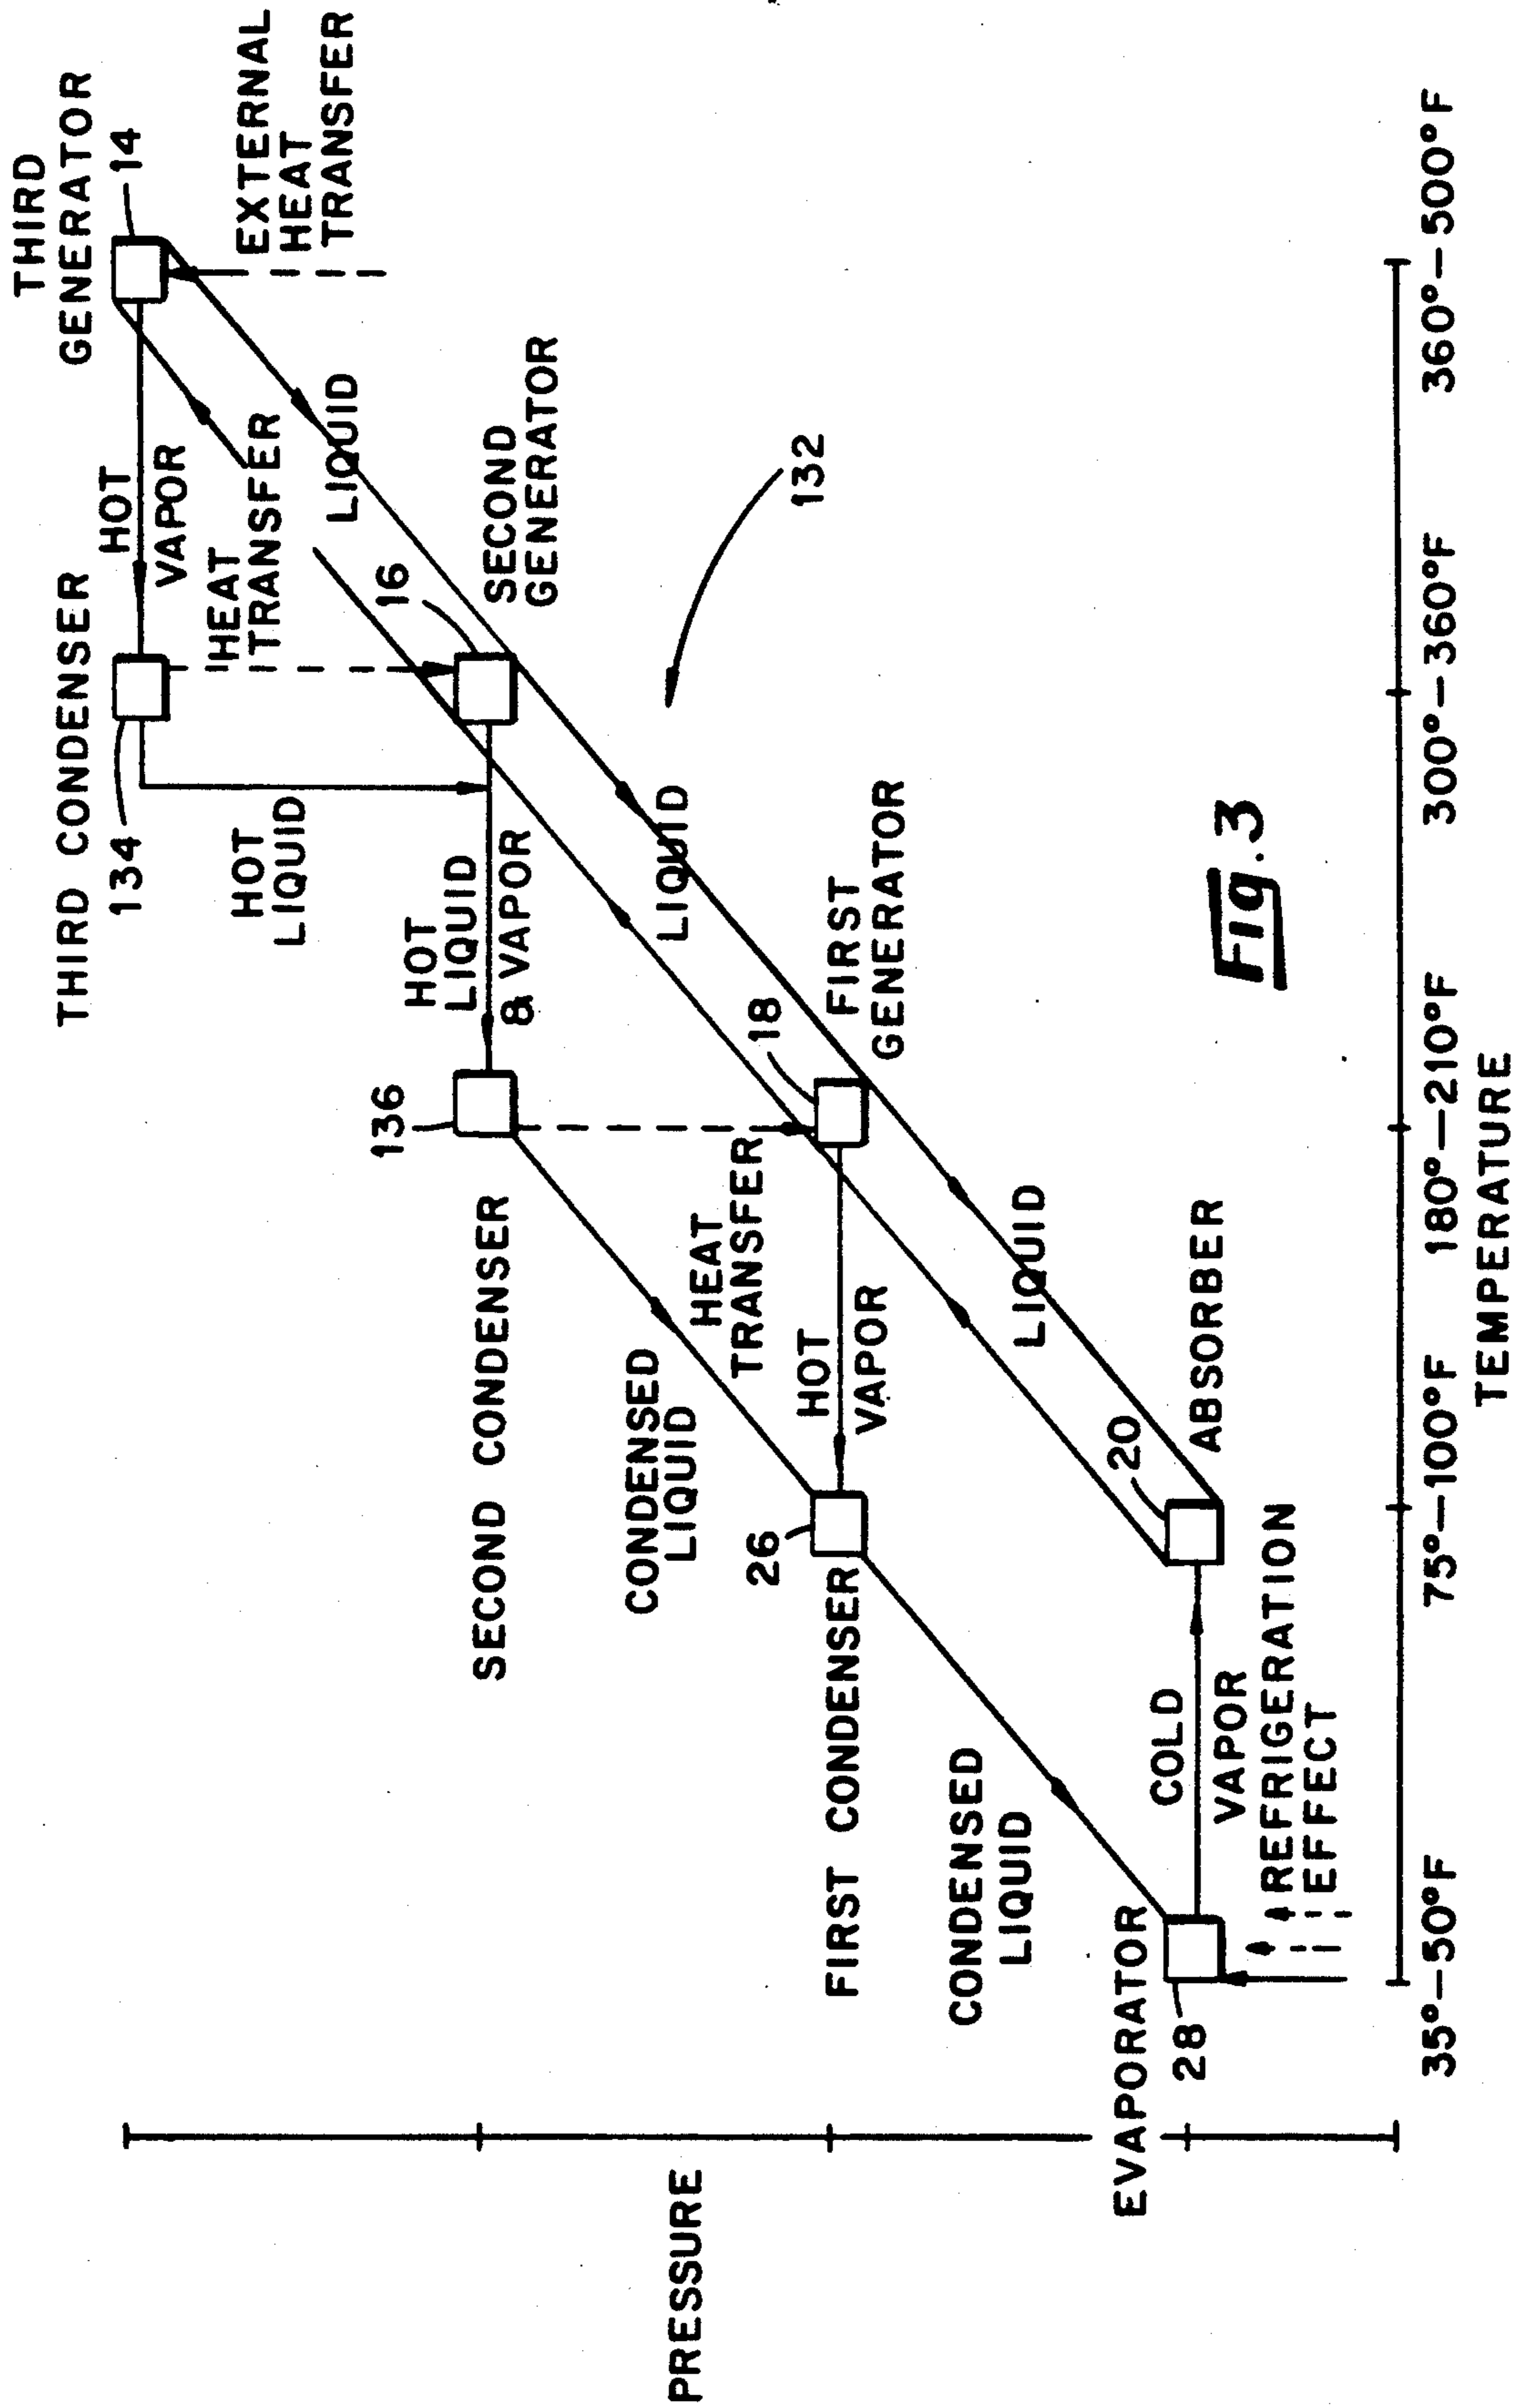 THIRD
GENERATOR
14
EXTERNAL
HEAT
TRANSFER
THIRD CONDENSER
134
HOT
VAPOR
HEAT
TRANSFER
LIQUID
HOT
LIQUID
16
SECOND
GENERATOR
132
HOT
LIQUID
& VAPOR
136
SECOND CONDENSER
LIQUID
18
FIRST
GENERATOR
HEAT
TRANSFER
CONDENSED
LIQUID
HOT
VAPOR
26
FIRST CONDENSER
LIQUID
20
ABSORBER
CONDENSED
LIQUID
COLD
VAPOR
EVAPORATOR
28
REFRIGERATION
EFFECT
PRESSURE
35°—50°F
75°—100°F
180°—210°F
300°—360°F
360°—500°F
TEMPERATURE
Fig. 3